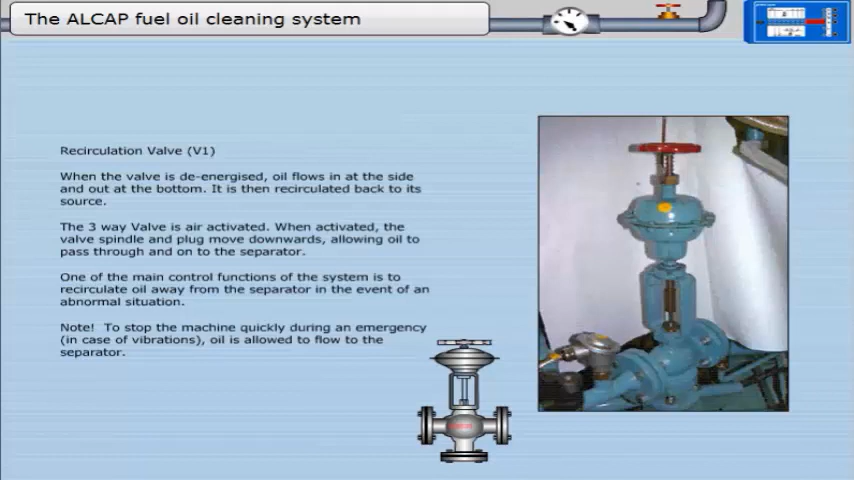 The ALCAP fuel oil cleaning system
Recirculation Valve (V1)
When the valve is de-energised, oil flows in at the side
and out at the bottom. It is then recirculated back to its
source.
The 3 way Valve is air activated. When activated, the
valve spindle and plug move downwards, allowing oil to
pass through and on to the separator.
One of the main control functions of the system is to
recirculate oil away from the separator in the event of an
abnormal situation.
Note!  To stop the machine quickly during an emergency
(in case of vibrations), oil is allowed to flow to the
separator.